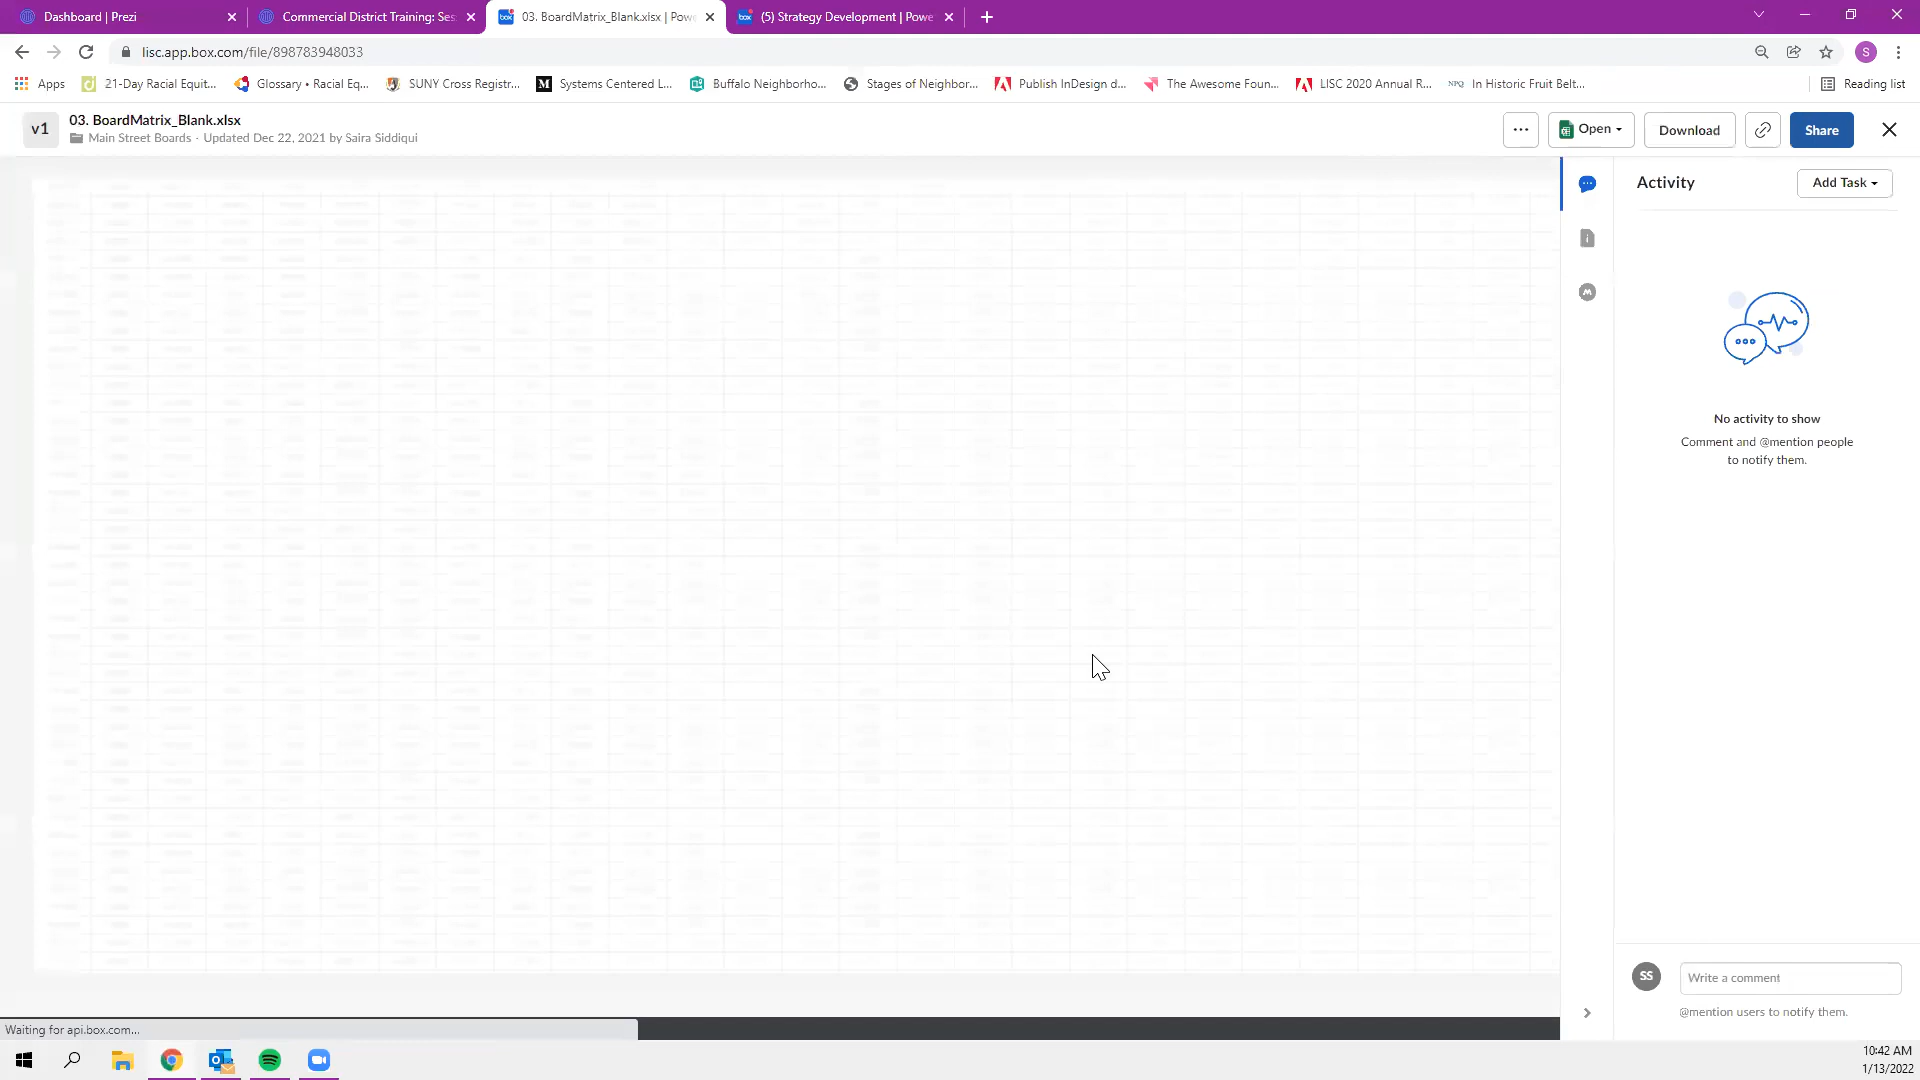 Dashboard | Prezi
Commercial District Training: Ses
03. BoardMatrix_Blank.xlsx | Pow
(5) Strategy Development | Powe
lisc.app.box.com/file/898783948033
S
Apps
21-Day Racial Equit...
Glossary • Racial Eq...
SUNY Cross Registr...
Systems Centered L...
Buffalo Neighborho...
Stages of Neighbor...
Publish InDesign d...
The Awesome Foun...
LISC 2020 Annual R...
NPQ
In Historic Fruit Belt...
Reading list
v1
03. BoardMatrix_Blank.xlsx
Main Street Boards - Updated Dec 22, 2021 by Saira Siddiqui
Open
Download
Share
Activity
Add Task
No activity to show
Comment and @mention people
to notify them.
SS
Write a comment
@mention users to notify them.
Waiting for api.box.com...
10:42 AM
1/13/2022